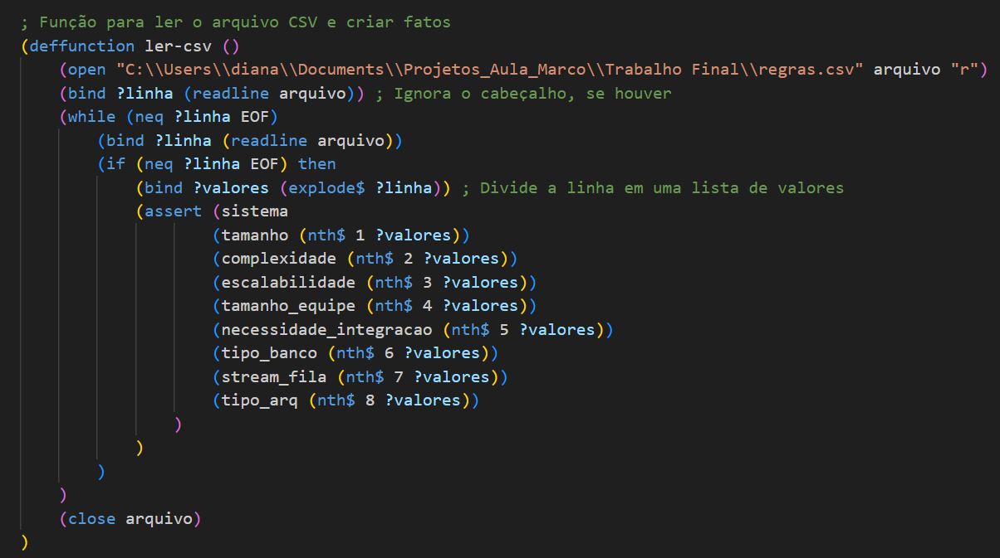 ; Função para ler o arquivo CSV e criar fatos
(deffunction ler-csv ()
    (open "C:\\Users\\diana\\Documents\\Projetos_Aula_Marco\\Trabalho Final\\regras.csv" arquivo "r")
    (bind ?linha (readline arquivo)) ; Ignora o cabeçalho, se houver
    (while (neq ?linha EOF)
        (bind ?linha (readline arquivo))
        (if (neq ?linha EOF) then
            (bind ?valores (explode$ ?linha)) ; Divide a linha em uma lista de valores
            (assert (sistema
                    (tamanho (nth$ 1 ?valores))
                    (complexidade (nth$ 2 ?valores))
                    (escalabilidade (nth$ 3 ?valores))
                    (tamanho_equipe (nth$ 4 ?valores))
                    (necessidade_integracao (nth$ 5 ?valores))
                    (tipo_banco (nth$ 6 ?valores))
                    (stream_fila (nth$ 7 ?valores))
                    (tipo_arq (nth$ 8 ?valores))
                )
            )
        )
    )
    (close arquivo)
)